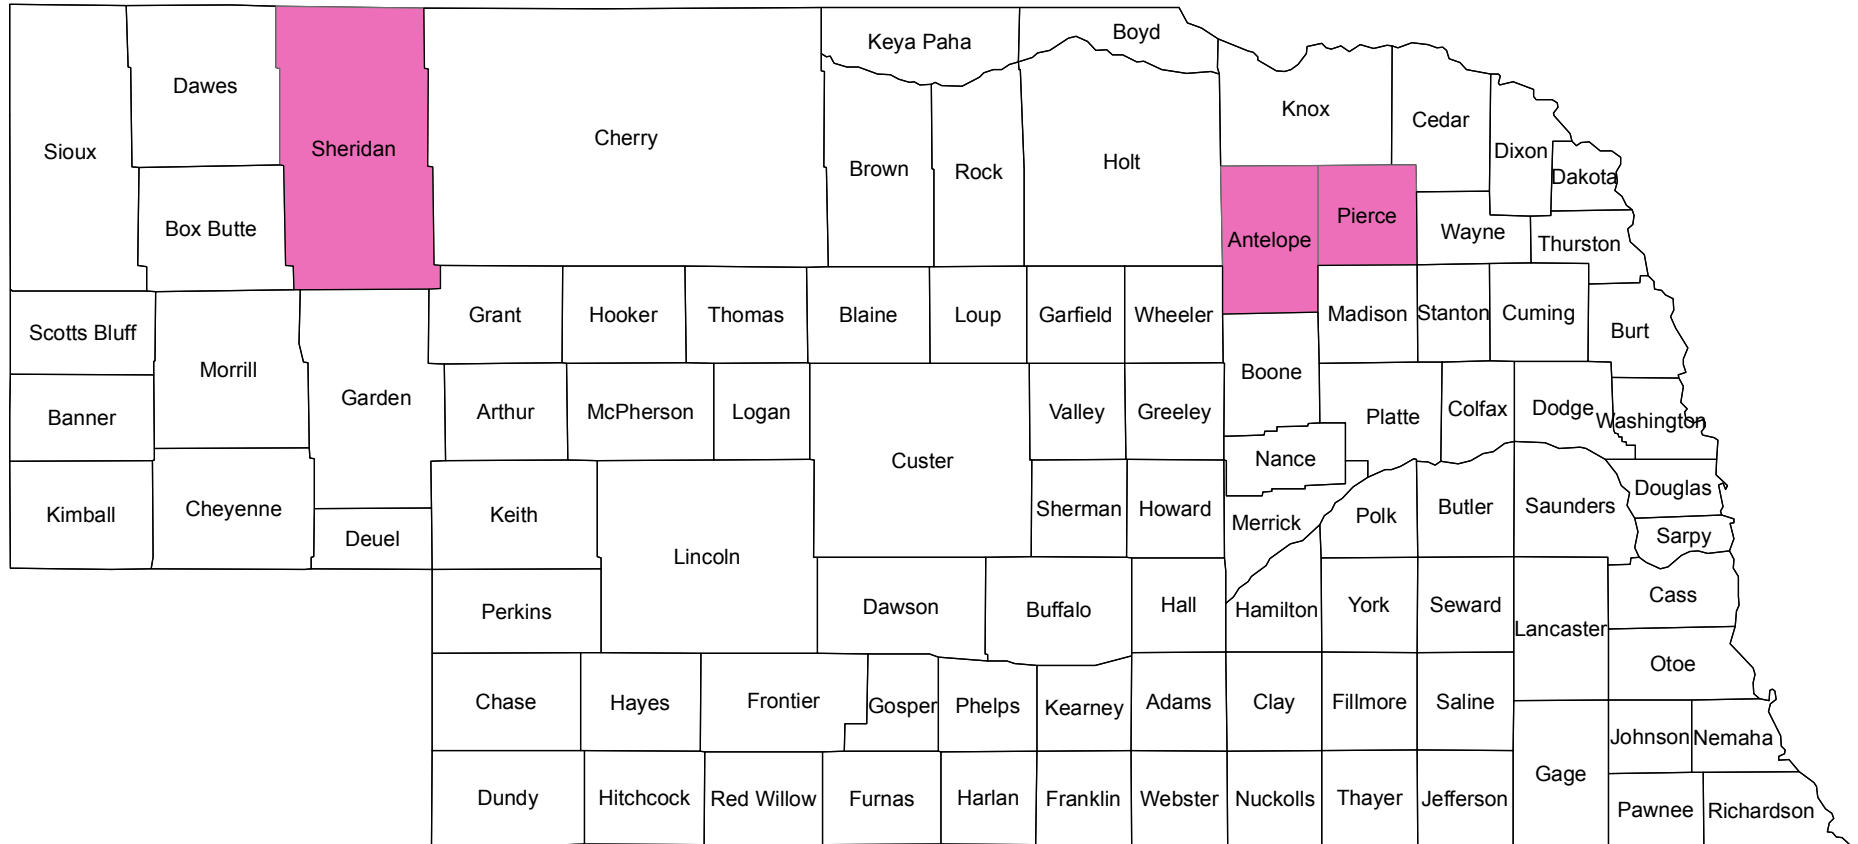 Keya Paha
Boyd
Dawes
Knox
Cedar
Sioux
Sheridan
Cherry
Brown
Rock
Holt
Dixon
Dakota
Box Butte
Antelope
Pierce
Wayne
Thurston
Scotts Bluff
Grant
Hooker
Thomas
Blaine
Loup
Garfield
Wheeler
Madison
Stanton
Cuming
Burt
Morrill
Garden
Boone
Banner
Arthur
McPherson
Logan
Valley
Greeley
Platte
Colfax
Dodge
Washington
Custer
Nance
Kimball
Cheyenne
Deuel
Keith
Lincoln
Sherman
Howard
Merrick
Polk
Butler
Saunders
Douglas
Sarpy
Perkins
Dawson
Buffalo
Hall
Hamilton
York
Seward
Lancaster
Cass
Otoe
Chase
Hayes
Frontier
Gosper
Phelps
Kearney
Adams
Clay
Fillmore
Saline
Johnson
Nemaha
Dundy
Hitchcock
Red Willow
Furnas
Harlan
Franklin
Webster
Nuckolls
Thayer
Jefferson
Gage
Pawnee
Richardson